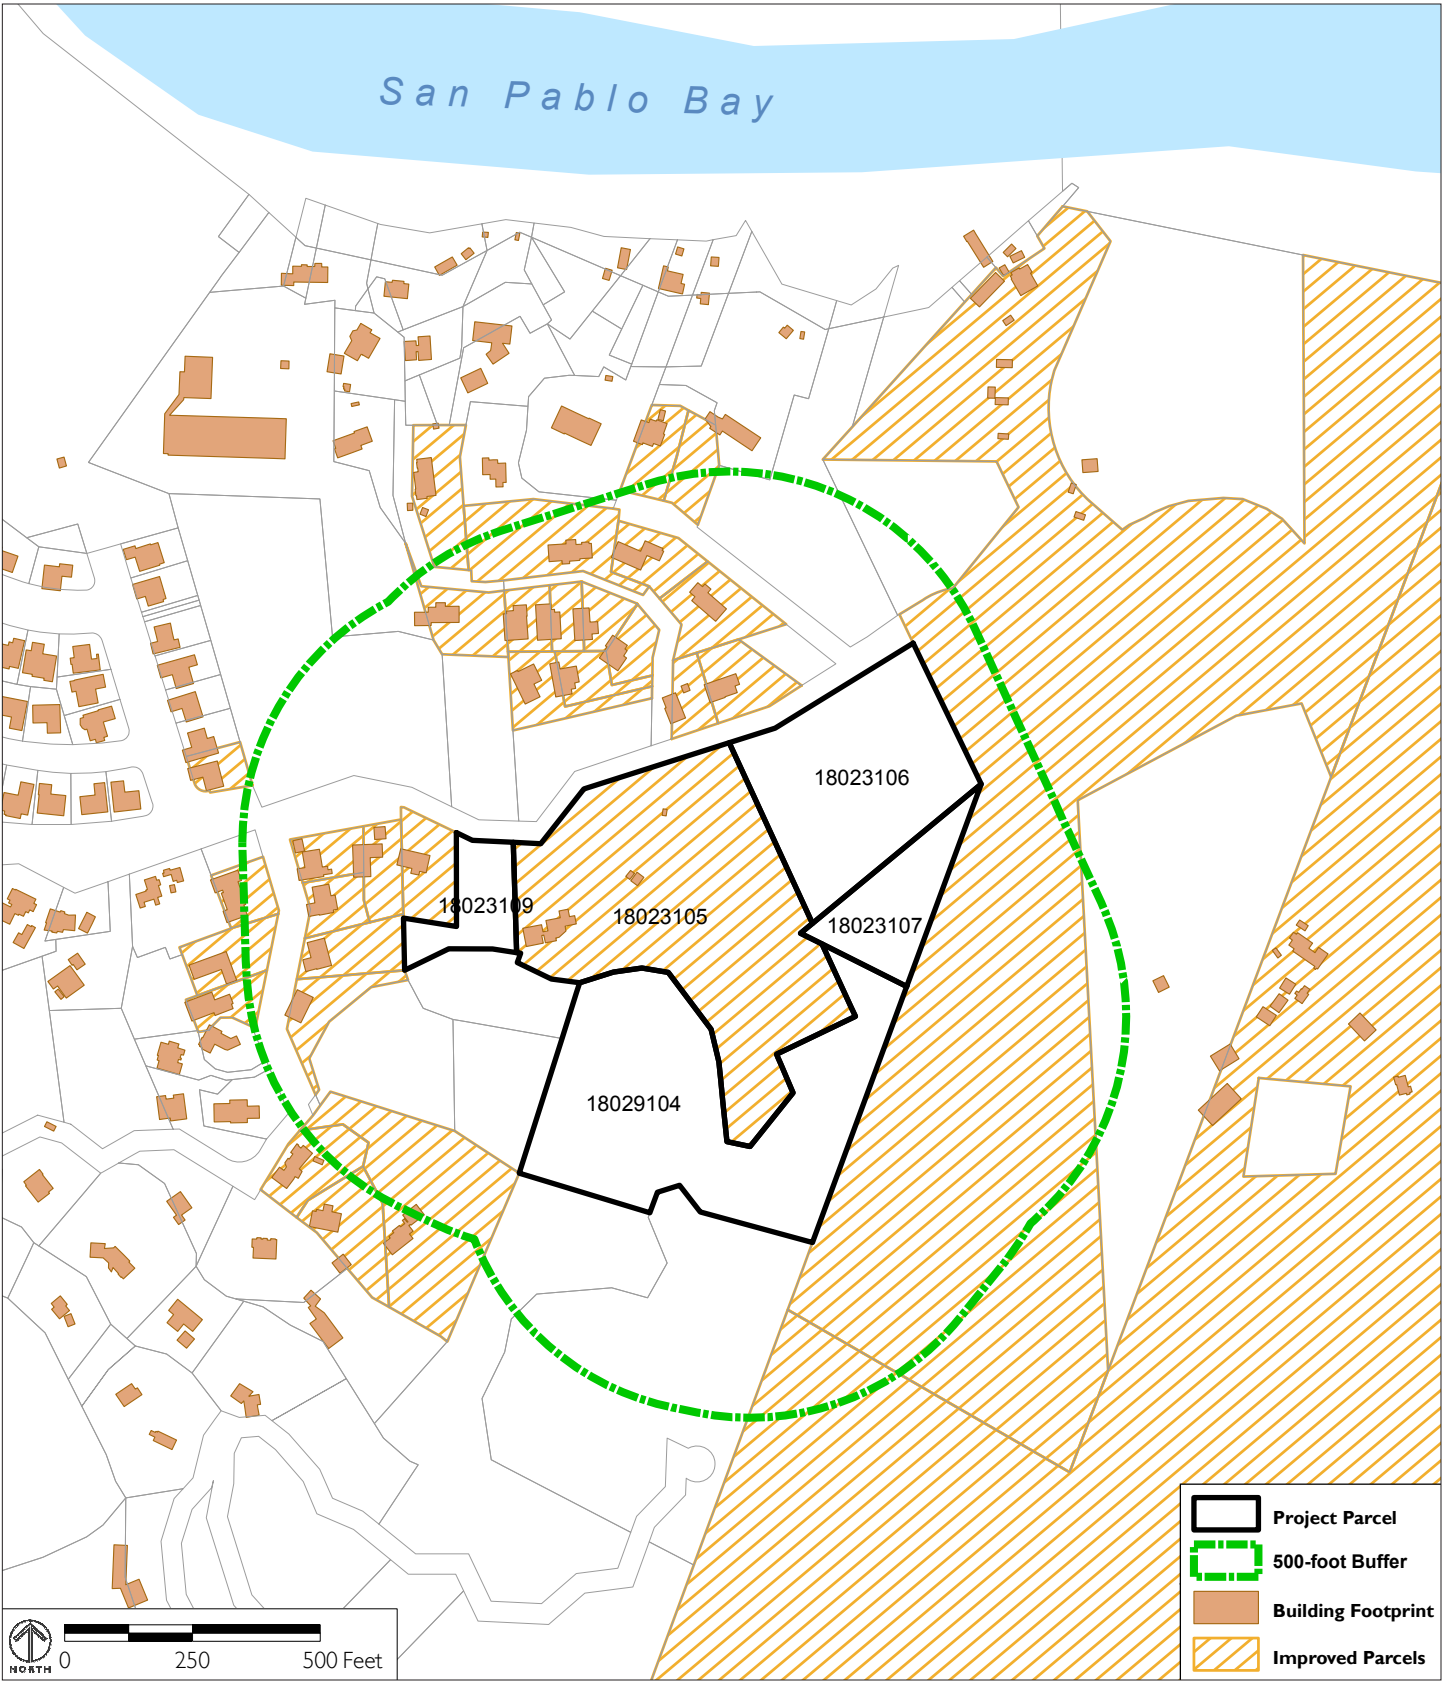 San Pablo Bay
18023106
18023109
18023105
18023107
18029104
Project Parcel
500-foot Buffer
Building Footprint
Improved Parcels
NORTH
0 250 500 Feet